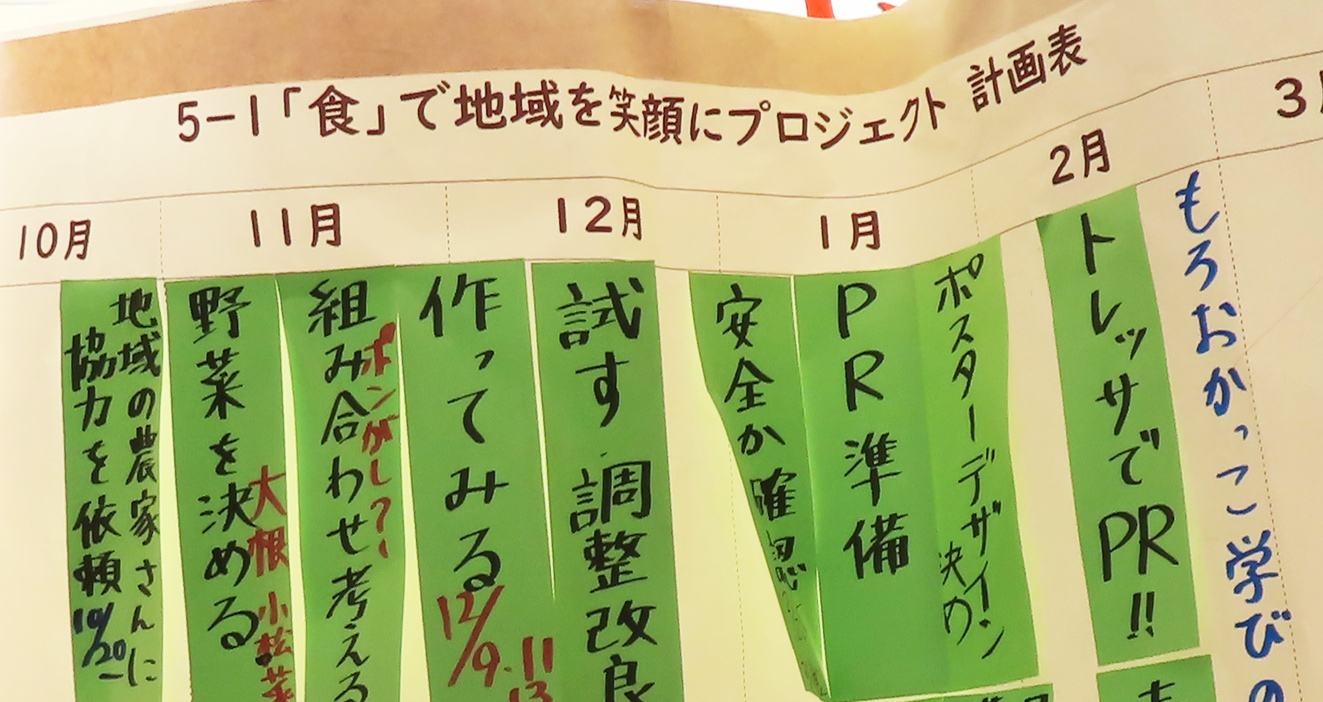 5-1「食」で地域を笑顔にプロジェクト 計画表
10月
11月
12月
1月
2月
3月
地域の農家さんに
協力を依頼10/20~
野菜を決める
大根 小松菜
組み合わせ考える
ポンがし？
作ってみる
12/9.11
13
試す 調整改良
安全か確認
PR準備
ポスターデザイン
決め
トレッサでPR!!
もろおかっこ学びの